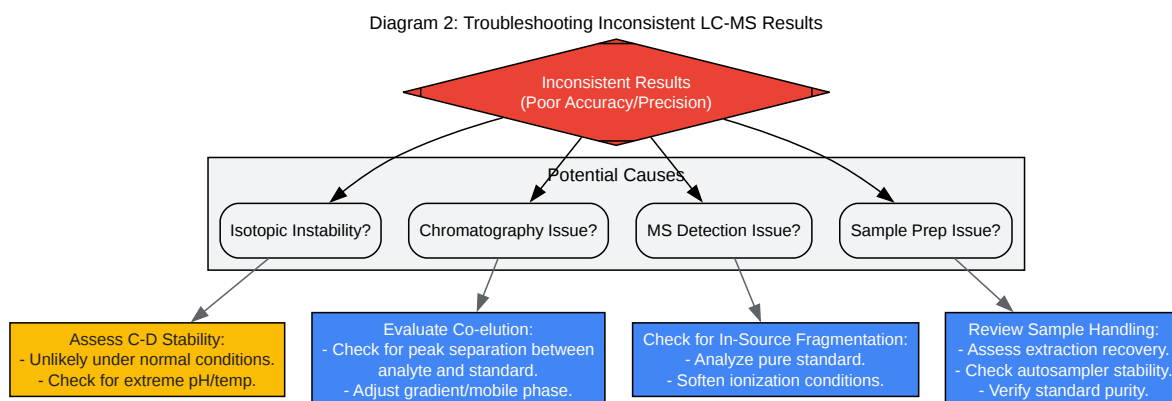 Diagram 2: Troubleshooting Inconsistent LC-MS Results
Inconsistent Results
(Poor Accuracy/Precision)
Potential Causes
Isotopic Instability?
Chromatography Issue?
MS Detection Issue?
Sample Prep Issue?
Assess C-D Stability:
- Unlikely under normal conditions.
- Check for extreme pH/temp.
Evaluate Co-elution:
- Check for peak separation between
analyte and standard.
- Adjust gradient/mobile phase.
Check for In-Source Fragmentation:
- Analyze pure standard.
- Soften ionization conditions.
Review Sample Handling:
- Assess extraction recovery.
- Check autosampler stability.
- Verify standard purity.